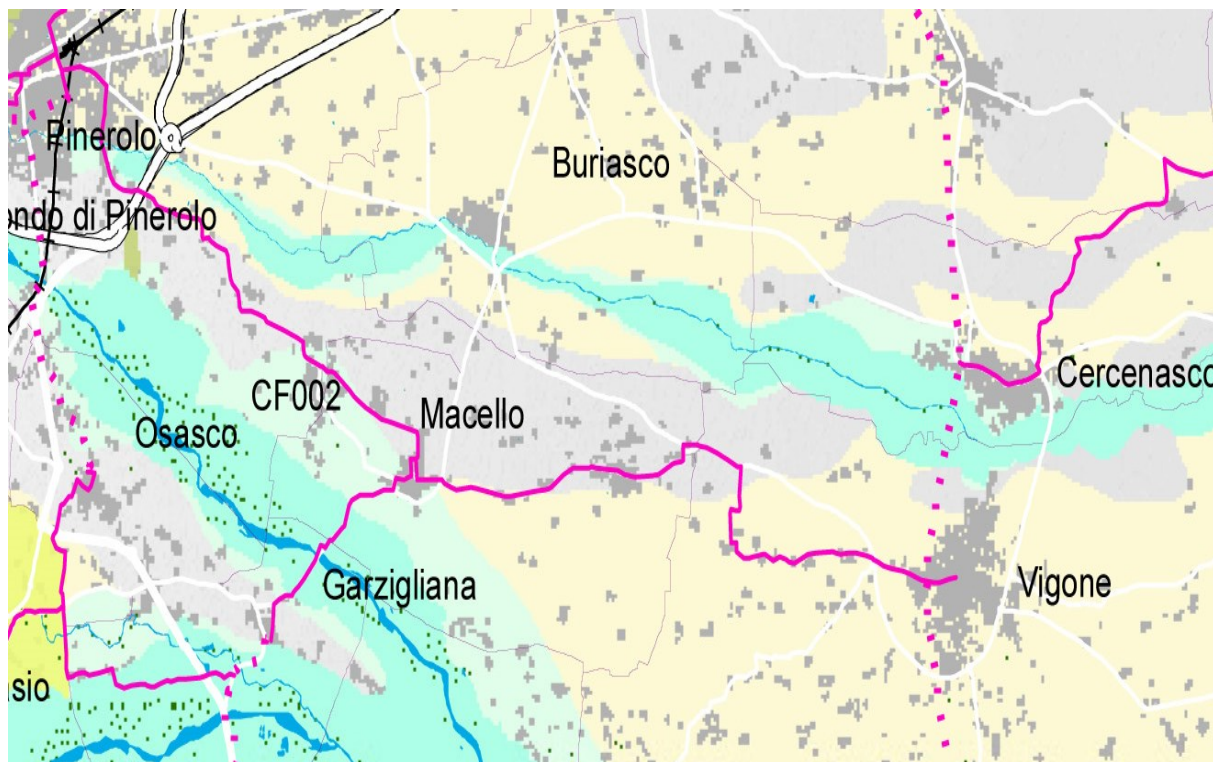 Pinerolo
Buriasco
ondo di Pinerolo
CF002
Macello
Cercenasco
Osasco
Garzigliana
Vigone
sio